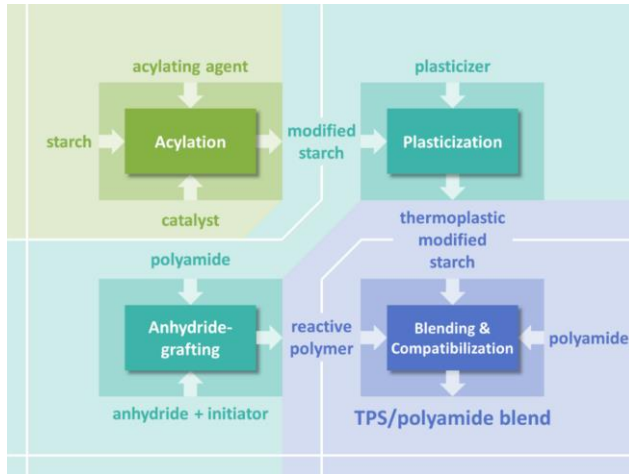 acylating agent
starch
Acylation
catalyst
modified
starch
plasticizer
Plasticization
thermoplastic
modified
starch
polyamide
Anhydride-
grafting
anhydride + initiator
reactive
polymer
Blending &
Compatibilization
polyamide
TPS/polyamide blend